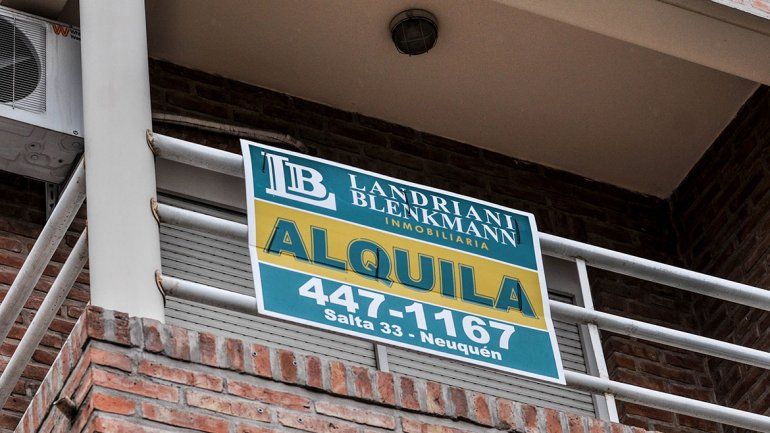 LB
LANDRIANI
BLENKMANN
INMOBILIARIA
ALQUILA
447-1167
Salta 33 - Neuquén